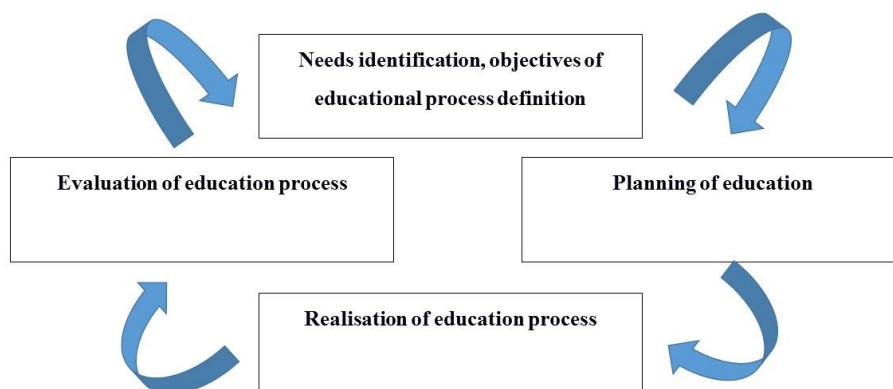 Needs identification, objectives of
educational process definition
Evaluation of education process
Planning of education
Realisation of education process